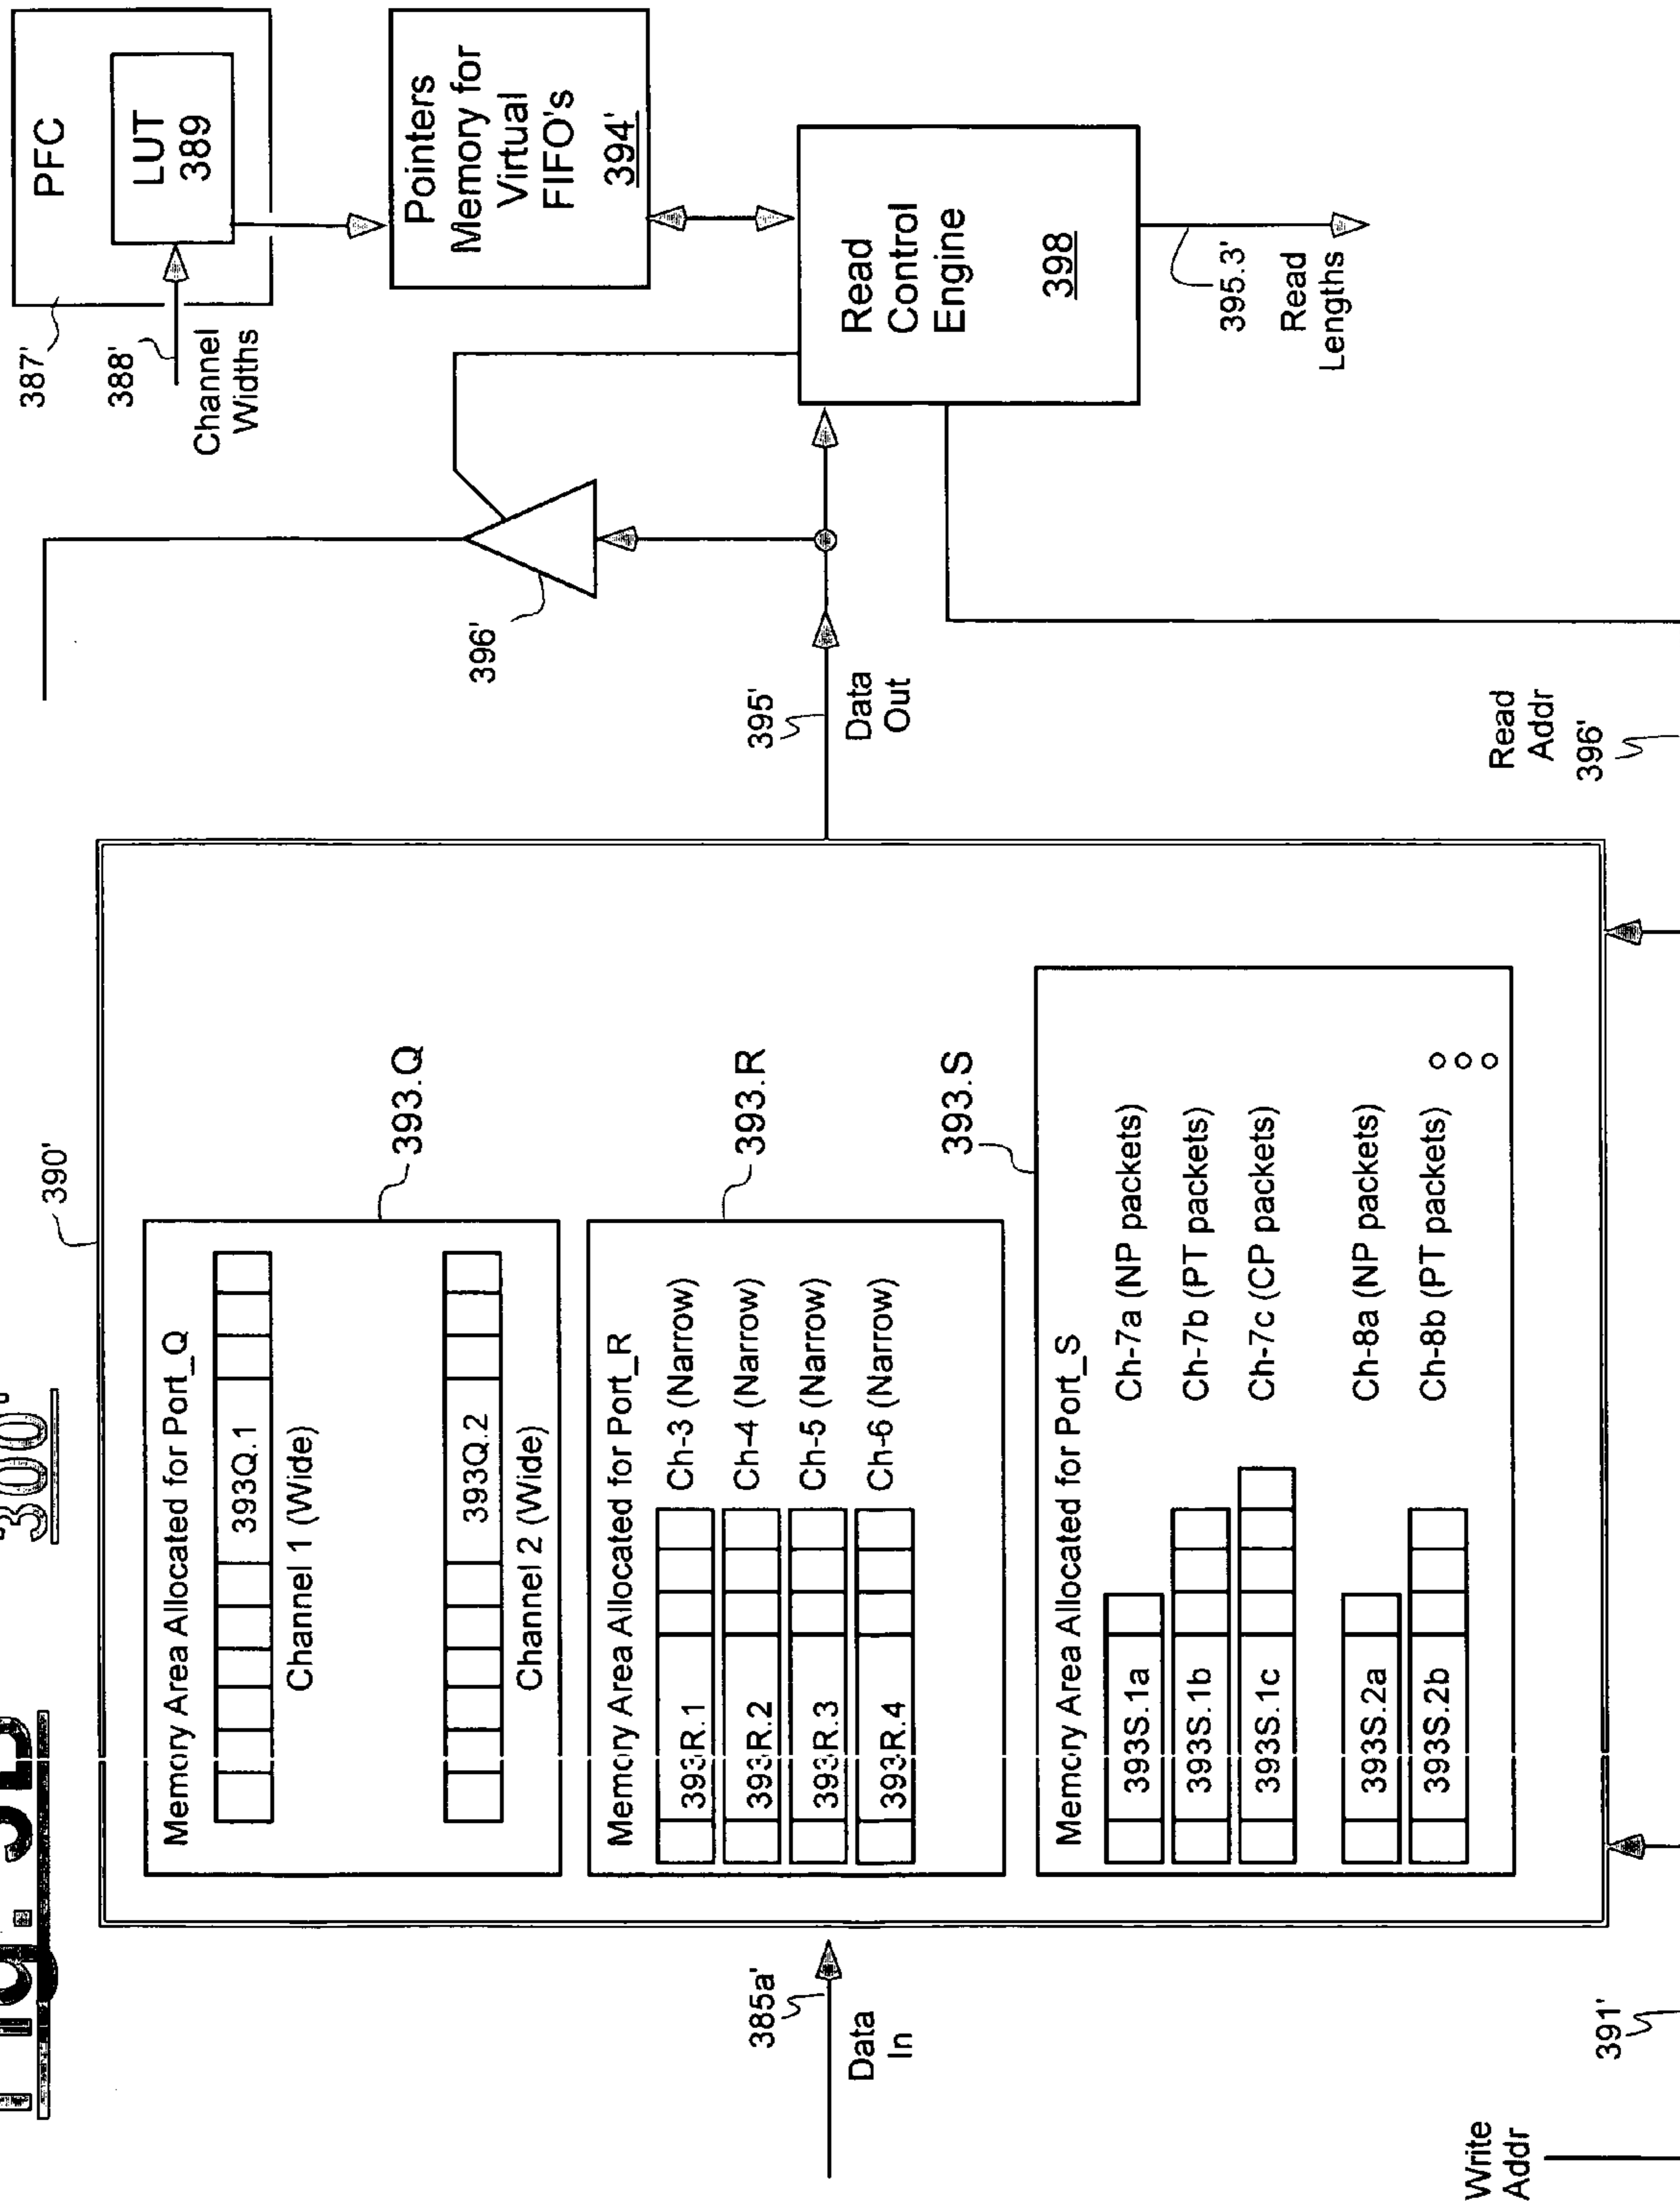 Fig. 3D
300'
390'
387'
PFC
LUT
389
388'
Channel
Widths
Pointers
Memory for
Virtual
FIFO's
394'
Read
Control
Engine
398
395.3'
Read
Lengths
396'
395'
Data
Out
Read
Addr
396'
Memory Area Allocated for Port_Q
393Q.1
Channel 1 (Wide)
393Q.2
Channel 2 (Wide)
393.Q
Memory Area Allocated for Port_R
393R.1 Ch-3 (Narrow)
393R.2 Ch-4 (Narrow)
393R.3 Ch-5 (Narrow)
393R.4 Ch-6 (Narrow)
393.R
Memory Area Allocated for Port_S
393S.1a Ch-7a (NP packets)
393S.1b Ch-7b (PT packets)
393S.1c Ch-7c (CP packets)
393S.2a Ch-8a (NP packets)
393S.2b Ch-8b (PT packets)
393.S
385a'
Data
In
391'
Write
Addr